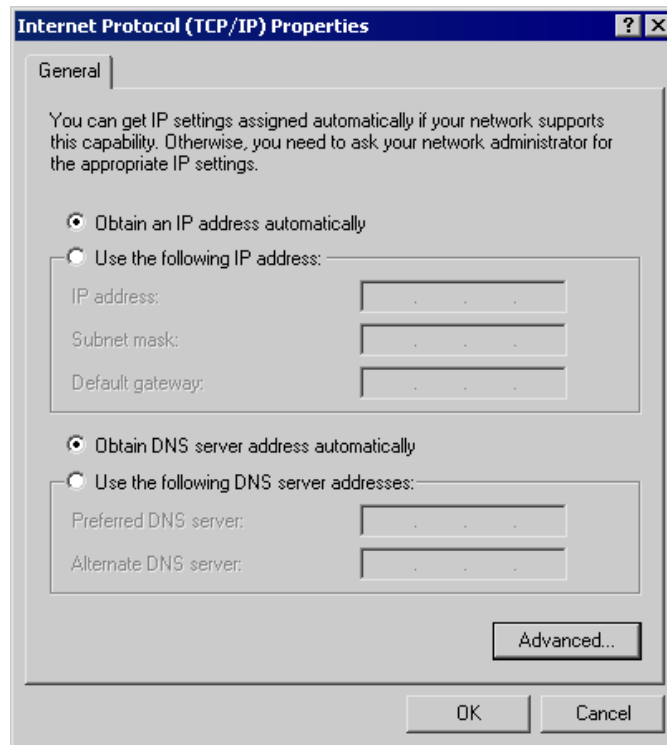 Internet Protocol (TCP/IP) Properties
General
You can get IP settings assigned automatically if your network supports
this capability. Otherwise, you need to ask your network administrator for
the appropriate IP settings.
Obtain an IP address automatically
Use the following IP address:
IP address:
Subnet mask:
Default gateway:
Obtain DNS server address automatically
Use the following DNS server addresses:
Preferred DNS server:
Alternate DNS server:
Advanced...
OK Cancel